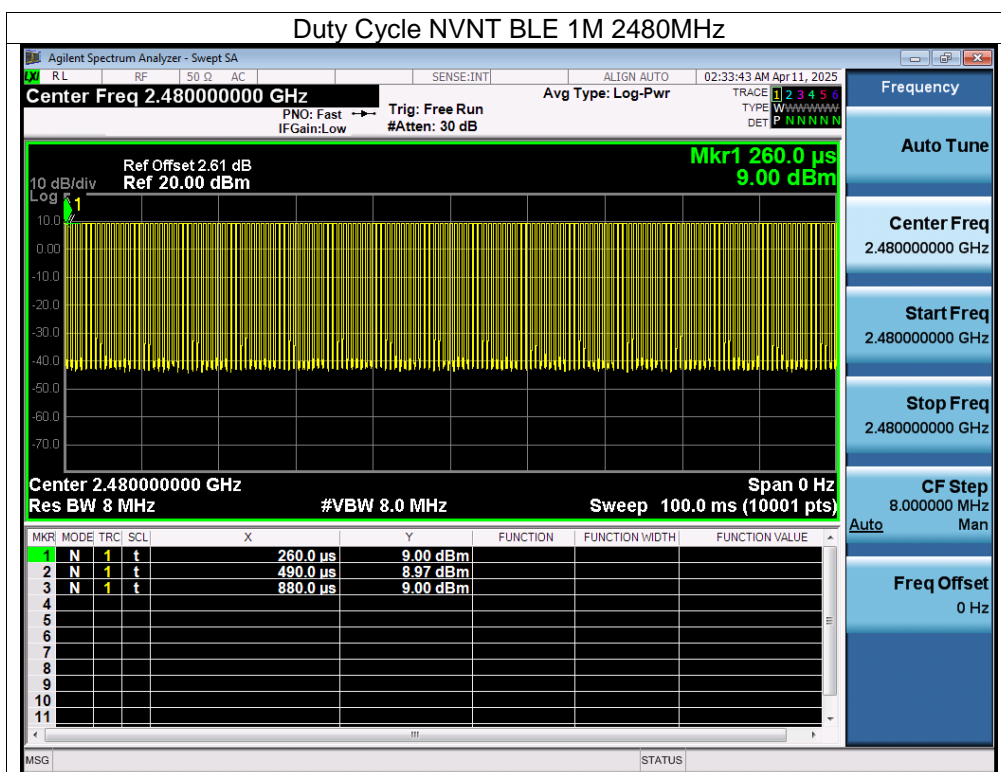 Duty Cycle NVNT BLE 1M 2480MHz
Agilent Spectrum Analyzer - Swept SA
LXI RL RF 50 Ω AC SENSE:INT ALIGN AUTO 02:33:43 AM Apr 11, 2025
Center Freq 2.480000000 GHz Avg Type: Log-Pwr TRACE 1 2 3 4 5 6
PNO: Fast Trig: Free Run TYPE WWWWWW
IFGain:Low #Atten: 30 dB DET P N N N N N
Mkr1 260.0 µs
9.00 dBm
Ref Offset 2.61 dB
10 dB/div Ref 20.00 dBm
Log
1
10.0
0.00
-10.0
-20.0
-30.0
-40.0
-50.0
-60.0
-70.0
Center 2.480000000 GHz Span 0 Hz
Res BW 8 MHz #VBW 8.0 MHz Sweep 100.0 ms (10001 pts)
MKR MODE TRC SCL X Y FUNCTION FUNCTION WIDTH FUNCTION VALUE
1 N 1 t 260.0 µs 9.00 dBm
2 N 1 t 490.0 µs 8.97 dBm
3 N 1 t 880.0 µs 9.00 dBm
4
5
6
7
8
9
10
11
MSG STATUS
Frequency
Auto Tune
Center Freq
2.480000000 GHz
Start Freq
2.480000000 GHz
Stop Freq
2.480000000 GHz
CF Step
8.000000 MHz
Auto Man
Freq Offset
0 Hz